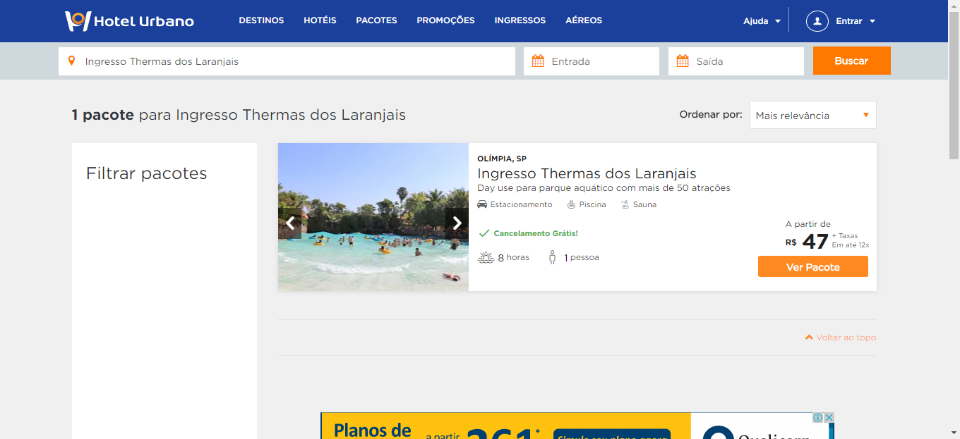 Hotel Urbano
DESTINOS HOTÉIS PACOTES PROMOÇÕES INGRESSOS AÉREOS
Ajuda
Entrar
Ingresso Thermas dos Laranjais
Entrada
Saída
Buscar
1 pacote para Ingresso Thermas dos Laranjais
Ordenar por:
Mais relevância
Filtrar pacotes
OLÍMPIA, SP
Ingresso Thermas dos Laranjais
Day use para parque aquático com mais de 50 atrações
Estacionamento Piscina Sauna
Cancelamento Grátis!
8 horas 1 pessoa
A partir de
R$ 47 + Taxas
Em até 12x
Ver Pacote
Voltar ao topo
Planos de
a partir